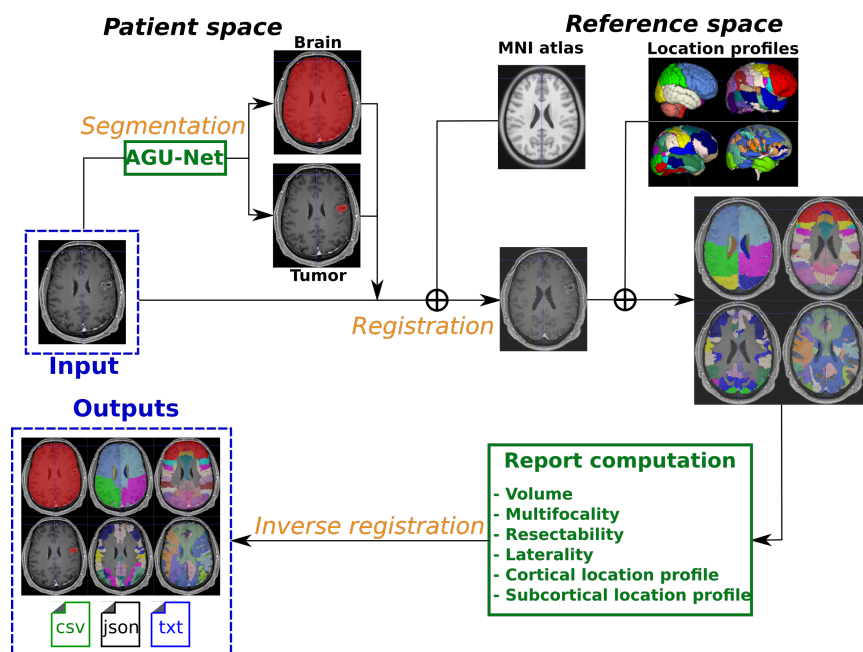 Patient space
Reference space
Brain
MNI atlas
Location profiles
Segmentation
AGU-Net
Tumor
Registration
Input
Outputs
Report computation
- Volume
- Multifocality
- Resectability
- Laterality
- Cortical location profile
- Subcortical location profile
Inverse registration
csv
json
txt